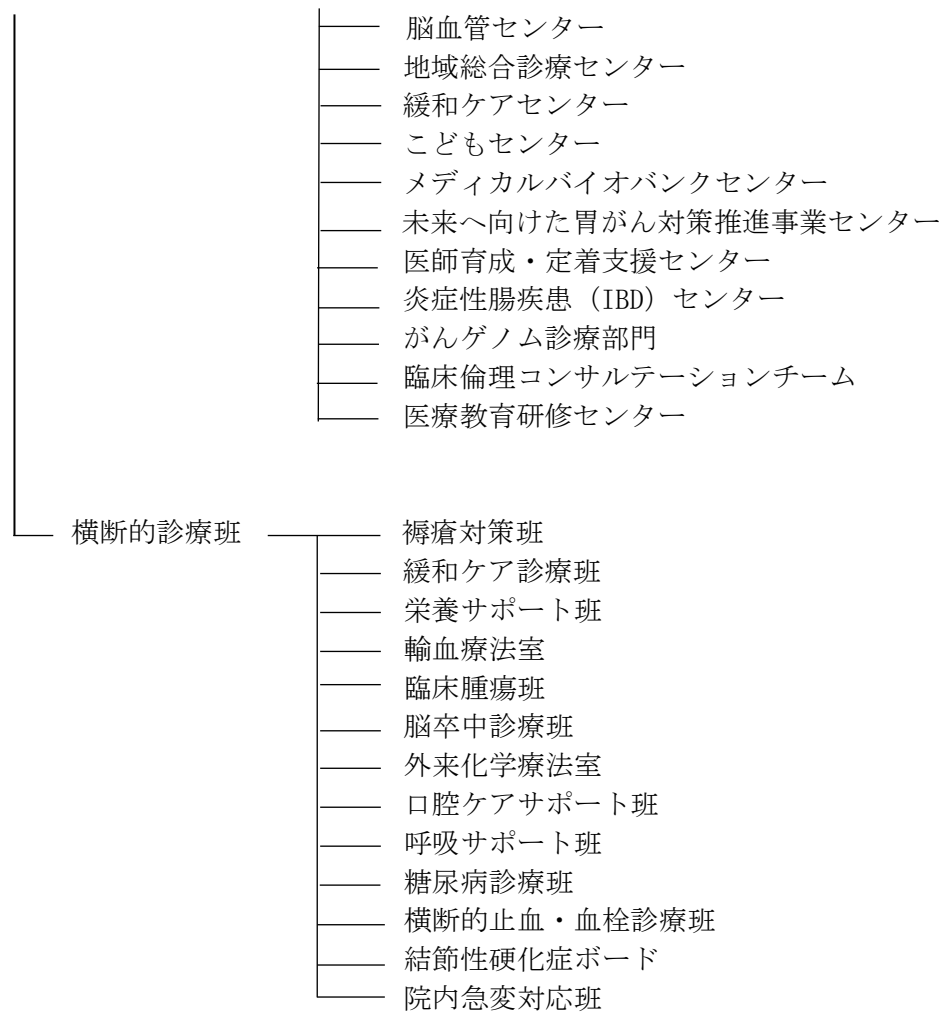 脳血管センター
地域総合診療センター
緩和ケアセンター
こどもセンター
メディカルバイオバンクセンター
未来へ向けた胃がん対策推進事業センター
医師育成・定着支援センター
炎症性腸疾患（IBD）センター
がんゲノム診療部門
臨床倫理コンサルテーションチーム
医療教育研修センター
横断的診療班
褥瘡対策班
緩和ケア診療班
栄養サポート班
輸血療法室
臨床腫瘍班
脳卒中診療班
外来化学療法室
口腔ケアサポート班
呼吸サポート班
糖尿病診療班
横断的止血・血栓診療班
結節性硬化症ボード
院内急変対応班